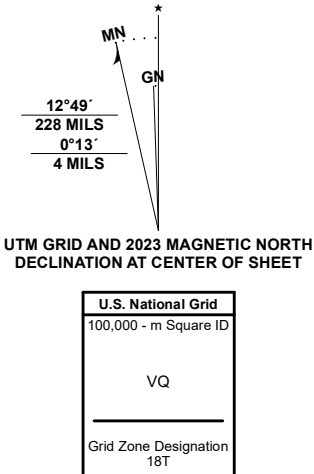 ★
MN
GN
12°49´
228 MILS
0°13´
4 MILS
UTM GRID AND 2023 MAGNETIC NORTH
DECLINATION AT CENTER OF SHEET
U.S. National Grid
100,000 - m Square ID
VQ
Grid Zone Designation
18T